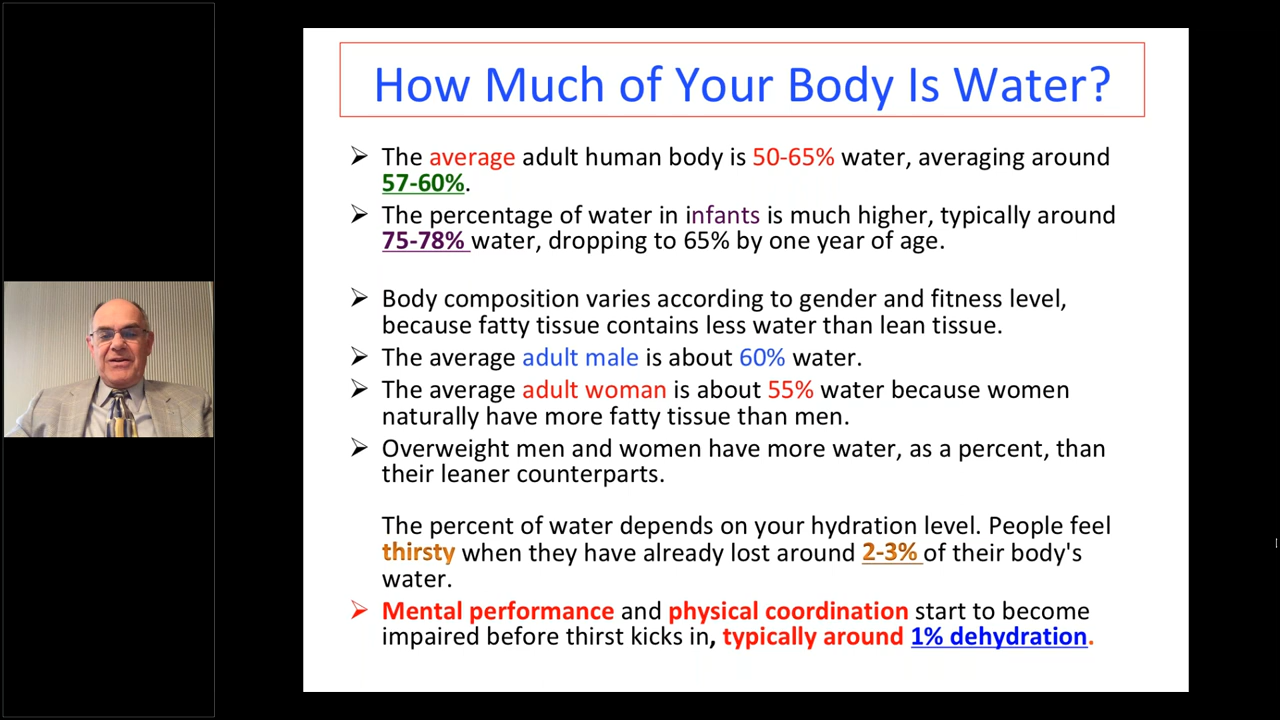 How Much of Your Body Is Water?
➢ The average adult human body is 50-65% water, averaging around
57-60%.
➢ The percentage of water in infants is much higher, typically around
75-78% water, dropping to 65% by one year of age.
➢ Body composition varies according to gender and fitness level,
because fatty tissue contains less water than lean tissue.
➢ The average adult male is about 60% water.
➢ The average adult woman is about 55% water because women
naturally have more fatty tissue than men.
➢ Overweight men and women have more water, as a percent, than
their leaner counterparts.
The percent of water depends on your hydration level. People feel
thirsty when they have already lost around 2-3% of their body's
water.
➢ Mental performance and physical coordination start to become
impaired before thirst kicks in, typically around 1% dehydration.